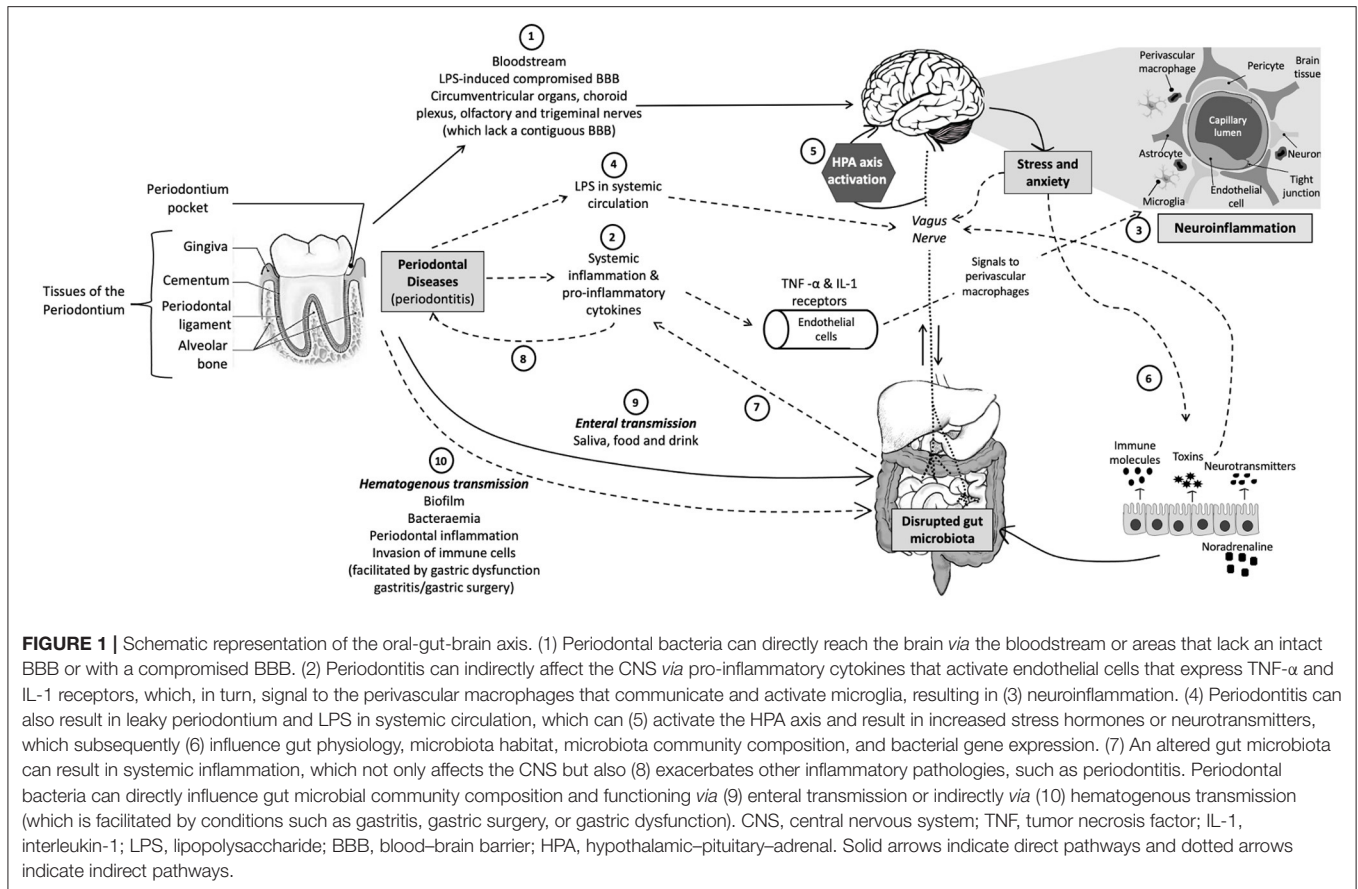 1
Bloodstream
LPS-induced compromised BBB
Circumventricular organs, choroid
plexus, olfactory and trigeminal nerves
(which lack a contiguous BBB)
Perivascular
macrophage
Pericyte
Brain
tissue
Capillary
lumen
Astrocyte
Neuron
Tight
junction
Endothelial
cell
Microglia
3
Neuroinflammation
5
HPA axis
activation
Stress and
anxiety
4
LPS in systemic
circulation
Vagus
Nerve
Periodontium
pocket
Gingiva
Cementum
Periodontal
ligament
Alveolar
bone
Tissues of the
Periodontium
Periodontal
Diseases
(periodontitis)
2
Systemic
inflammation &
pro-inflammatory
cytokines
8
TNF -α & IL-1
receptors
Endothelial
cells
Signals to
perivascular
macrophages
6
7
9
Enteral transmission
Saliva, food and drink
10
Hematogenous transmission
Biofilm
Bacteraemia
Periodontal inflammation
Invasion of immune cells
(facilitated by gastric dysfunction
gastritis/gastric surgery)
Disrupted gut
microbiota
Immune
molecules
Toxins
Neurotransmitters
Noradrenaline
FIGURE 1 | Schematic representation of the oral-gut-brain axis. (1) Periodontal bacteria can directly reach the brain via the bloodstream or areas that lack an intact
BBB or with a compromised BBB. (2) Periodontitis can indirectly affect the CNS via pro-inflammatory cytokines that activate endothelial cells that express TNF-α and
IL-1 receptors, which, in turn, signal to the perivascular macrophages that communicate and activate microglia, resulting in (3) neuroinflammation. (4) Periodontitis can
also result in leaky periodontium and LPS in systemic circulation, which can (5) activate the HPA axis and result in increased stress hormones or neurotransmitters,
which subsequently (6) influence gut physiology, microbiota habitat, microbiota community composition, and bacterial gene expression. (7) An altered gut microbiota
can result in systemic inflammation, which not only affects the CNS but also (8) exacerbates other inflammatory pathologies, such as periodontitis. Periodontal
bacteria can directly influence gut microbial community composition and functioning via (9) enteral transmission or indirectly via (10) hematogenous transmission
(which is facilitated by conditions such as gastritis, gastric surgery, or gastric dysfunction). CNS, central nervous system; TNF, tumor necrosis factor; IL-1,
interleukin-1; LPS, lipopolysaccharide; BBB, blood–brain barrier; HPA, hypothalamic–pituitary–adrenal. Solid arrows indicate direct pathways and dotted arrows
indicate indirect pathways.